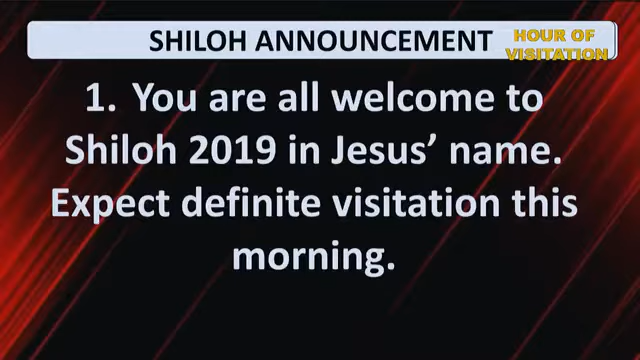 SHILOH ANNOUNCEMENT
HOUR OF
VISITATION
1. You are all welcome to
Shiloh 2019 in Jesus’ name.
Expect definite visitation this
morning.